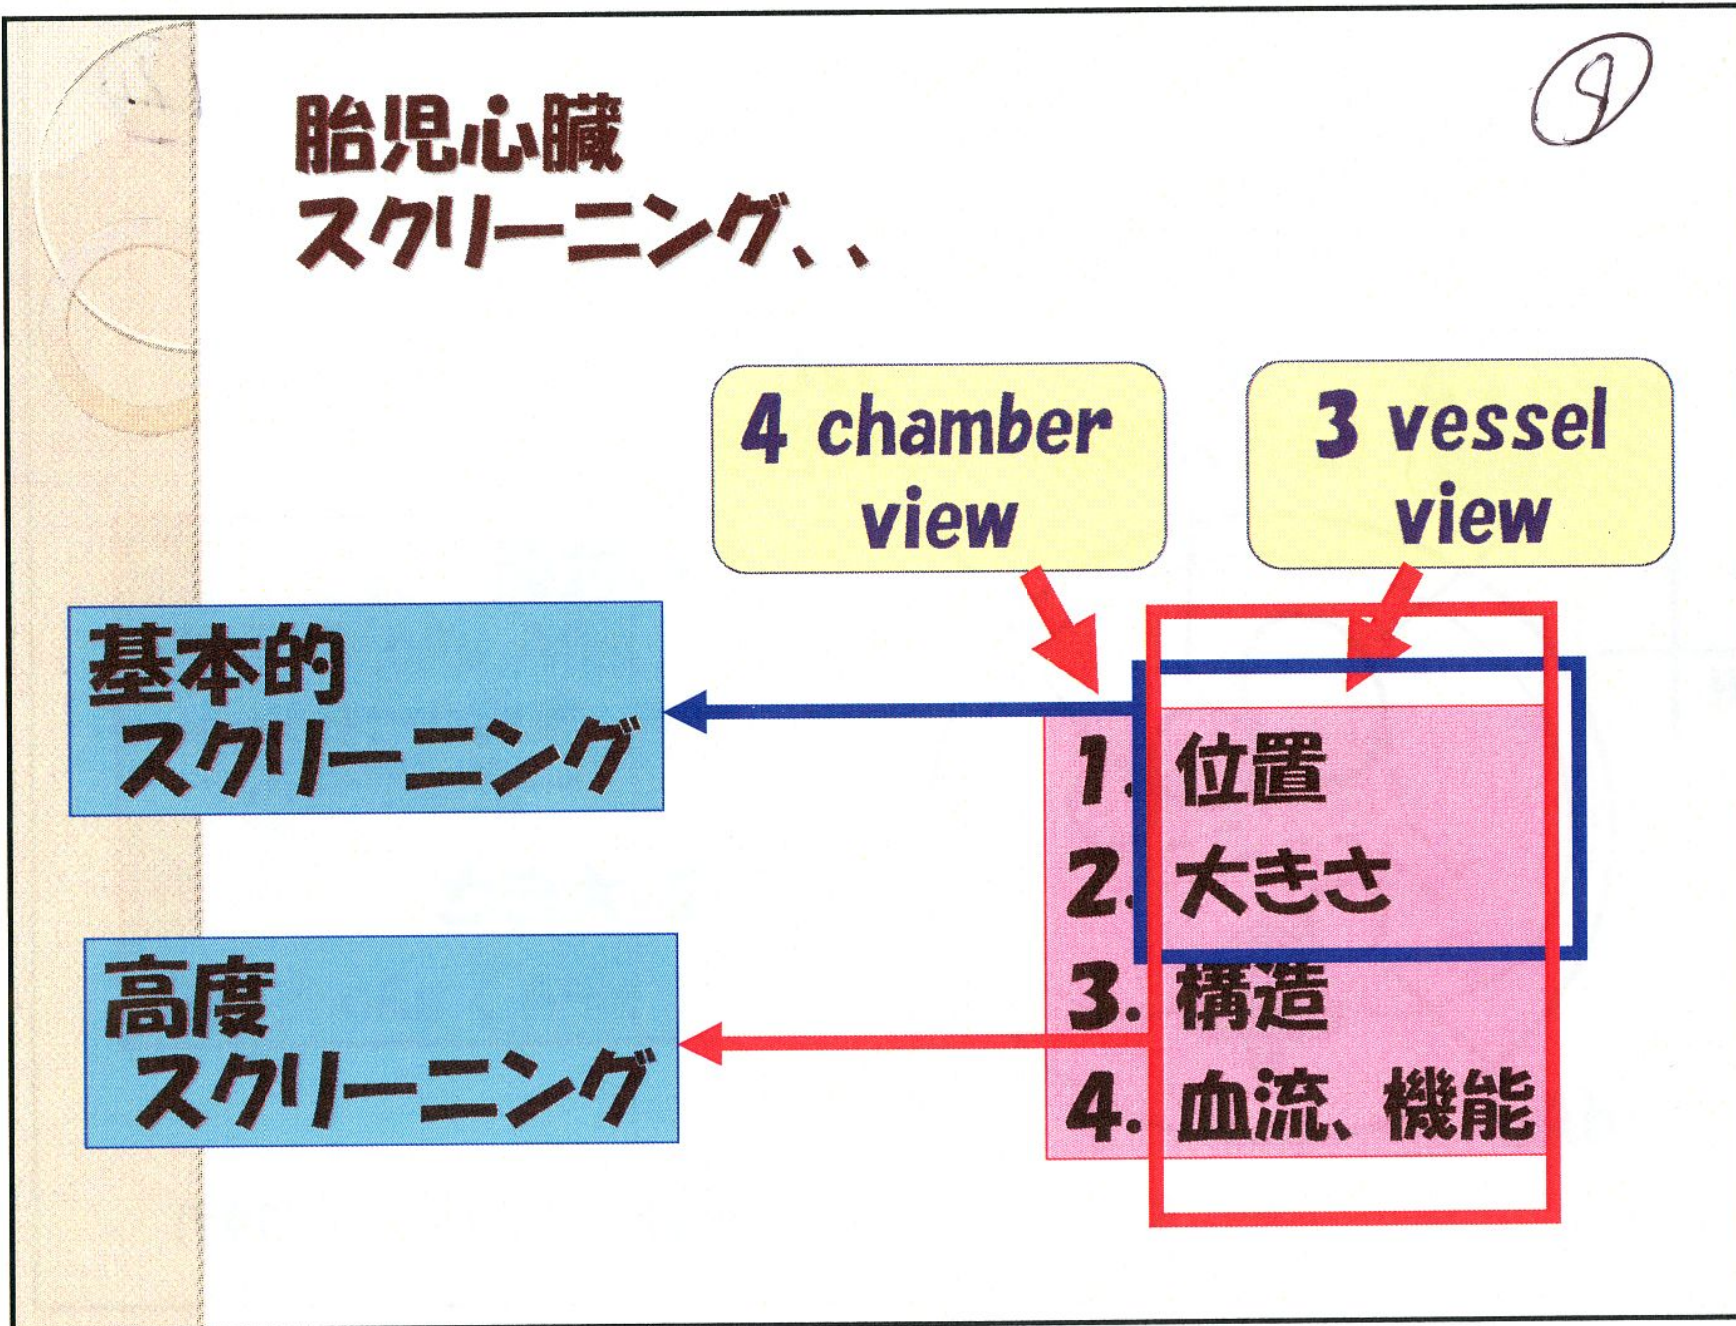 胎児心臓
スクリーニング、、
4 chamber
view
3 vessel
view
基本的
スクリーニング
1. 位置
2. 大きさ
3. 構造
4. 血流、機能
高度
スクリーニング